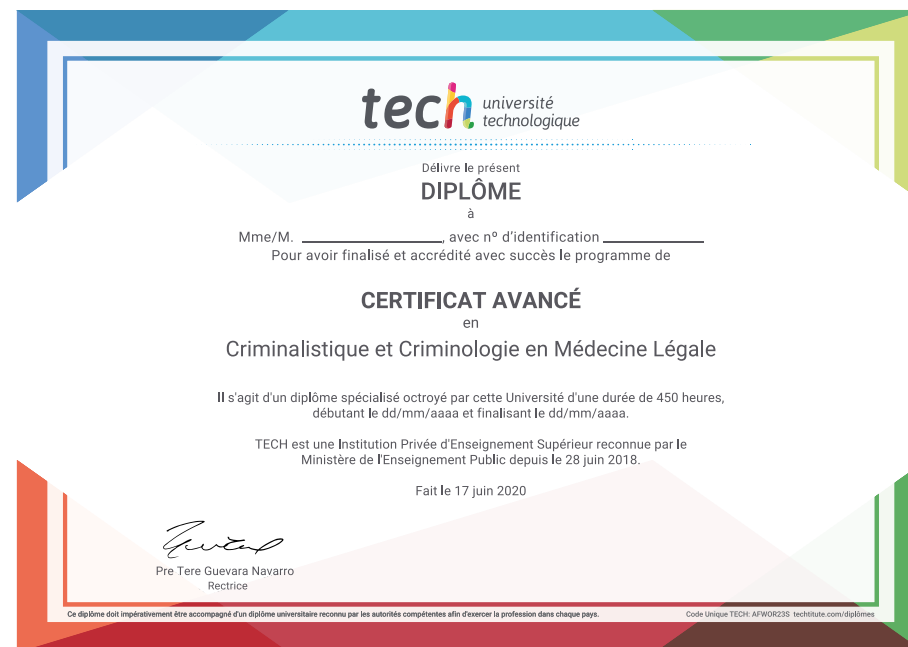 tech université
technologique
Délivre le présent
DIPLÔME
à
Mme/M. ____________________, avec nº d'identification ______________
Pour avoir finalisé et accrédité avec succès le programme de
CERTIFICAT AVANCÉ
en
Criminalistique et Criminologie en Médecine Légale
Il s'agit d'un diplôme spécialisé octroyé par cette Université d'une durée de 450 heures,
débutant le dd/mm/aaaa et finalisant le dd/mm/aaaa.
TECH est une Institution Privée d'Enseignement Supérieur reconnue par le
Ministère de l'Enseignement Public depuis le 28 juin 2018.
Fait le 17 juin 2020
Pre Tere Guevara Navarro
Rectrice
Ce diplôme doit impérativement être accompagné d'un diplôme universitaire reconnu par les autorités compétentes afin d'exercer la profession dans chaque pays.
Code Unique TECH: AFWOR23S techtitute.com/diplômes